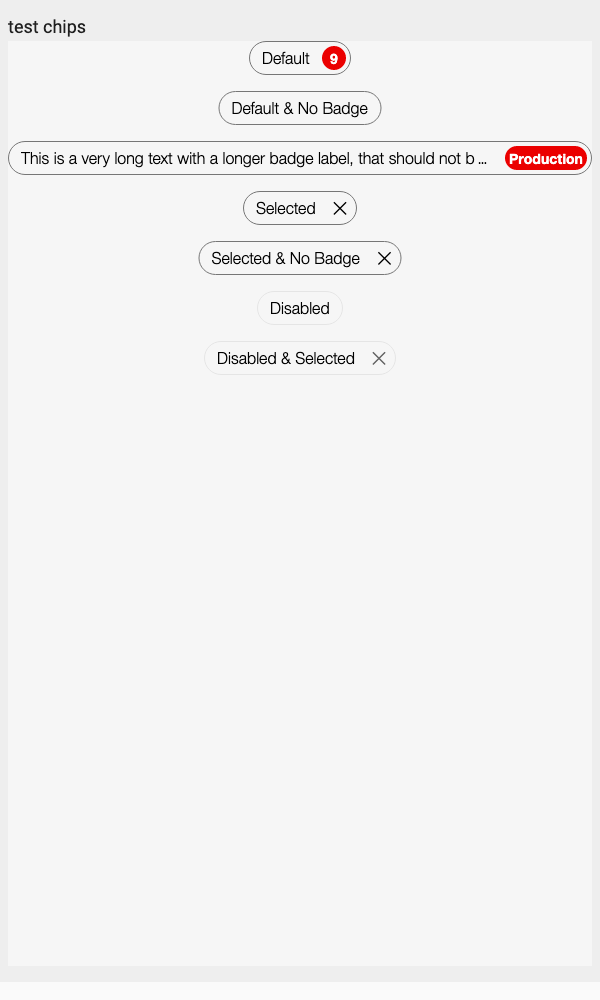 test chips
Default 9
Default & No Badge
This is a very long text with a longer badge label, that should not b... Production
Selected
Selected & No Badge
Disabled
Disabled & Selected